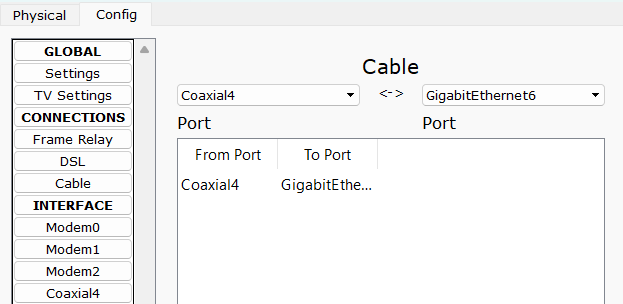 Physical Config
GLOBAL
Settings
TV Settings
CONNECTIONS
Frame Relay
DSL
Cable
INTERFACE
Modem0
Modem1
Modem2
Coaxial4
Cable
Coaxial4 <-> GigabitEthernet6
Port Port
From Port To Port
Coaxial4 GigabitEthe...